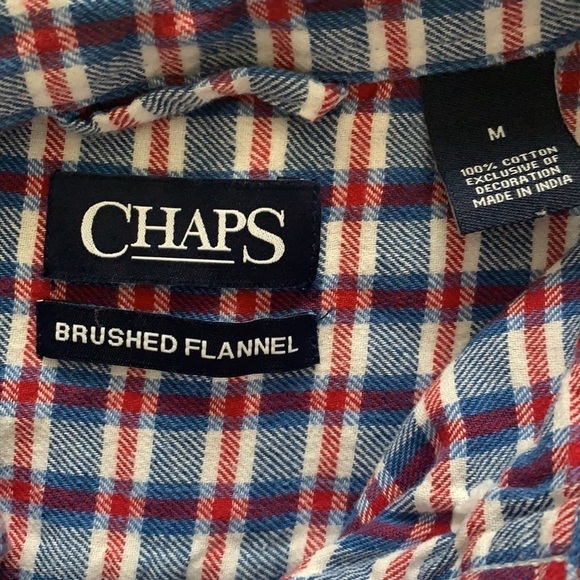 CHAPS
BRUSHED FLANNEL
M
100% COTTON
EXCLUSIVE OF
DECORATION
MADE IN INDIA